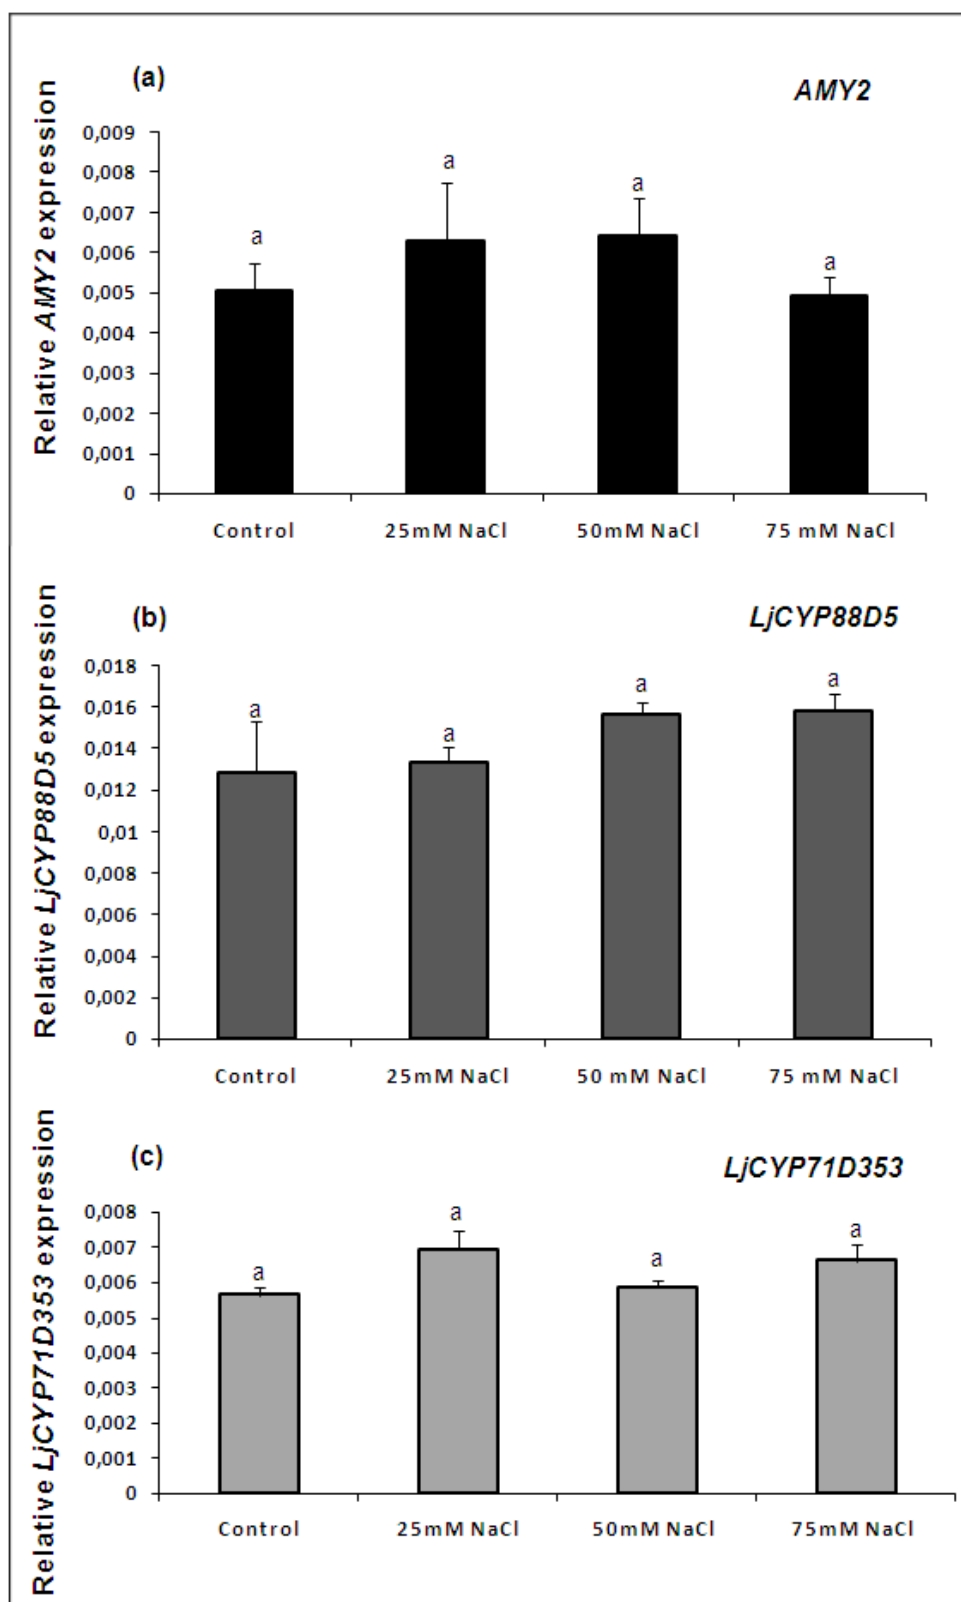 (a)
AMY2
Relative AMY2 expression
0,009
0,008
0,007
0,006
0,005
0,004
0,003
0,002
0,001
0
a
a
a
a
Control 25mM NaCl 50mM NaCl 75 mM NaCl
(b)
LjCYP88D5
Relative LjCYP88D5 expression
0,018
0,016
0,014
0,012
0,01
0,008
0,006
0,004
0,002
0
a
a
a
a
Control 25mM NaCl 50 mM NaCl 75 mM NaCl
(c)
LjCYP71D353
Relative LjCYP71D353 expression
0,008
0,007
0,006
0,005
0,004
0,003
0,002
0,001
0
a
a
a
a
Control 25mM NaCl 50mM NaCl 75mM NaCl